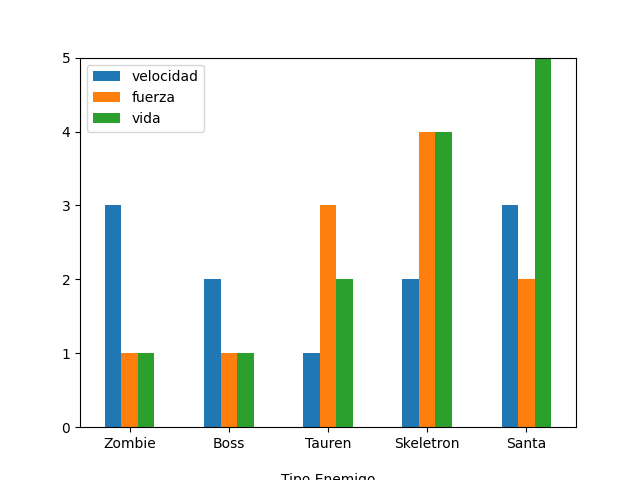 5
4
3
2
1
0
velocidad
fuerza
vida
Zombie Boss Tauren Skeletron Santa
Tipo Enemigo